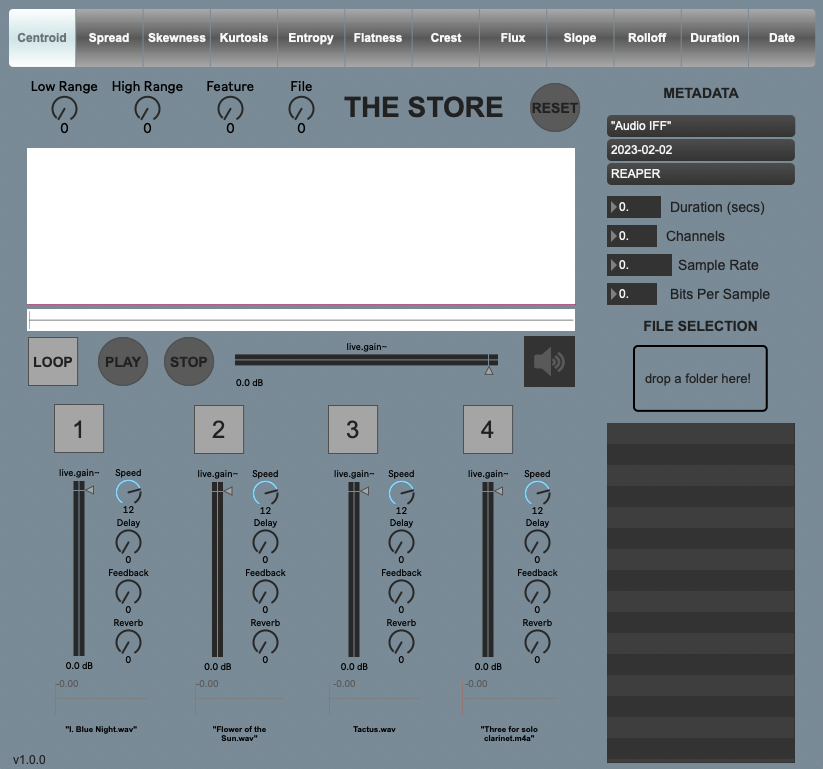 Centroid Spread Skewness Kurtosis Entropy Flatness Crest Flux Slope Rolloff Duration Date
Low Range High Range Feature File
0 0 0 0
THE STORE
RESET
METADATA
"Audio IFF"
2023-02-02
REAPER
0. Duration (secs)
0. Channels
0. Sample Rate
0. Bits Per Sample
FILE SELECTION
drop a folder here!
LOOP PLAY STOP
live.gain~
0.0 dB
1 2 3 4
live.gain~ Speed live.gain~ Speed live.gain~ Speed live.gain~ Speed
12 12 12 12
Delay Delay Delay Delay
0 0 0 0
Feedback Feedback Feedback Feedback
0 0 0 0
Reverb Reverb Reverb Reverb
0 0 0 0
0.0 dB 0.0 dB 0.0 dB 0.0 dB
-0.00 -0.00 -0.00 -0.00
"I. Blue Night.wav"
"Flower of the
Sun.wav"
Tactus.wav
"Three for solo
clarinet.m4a"
v1.0.0